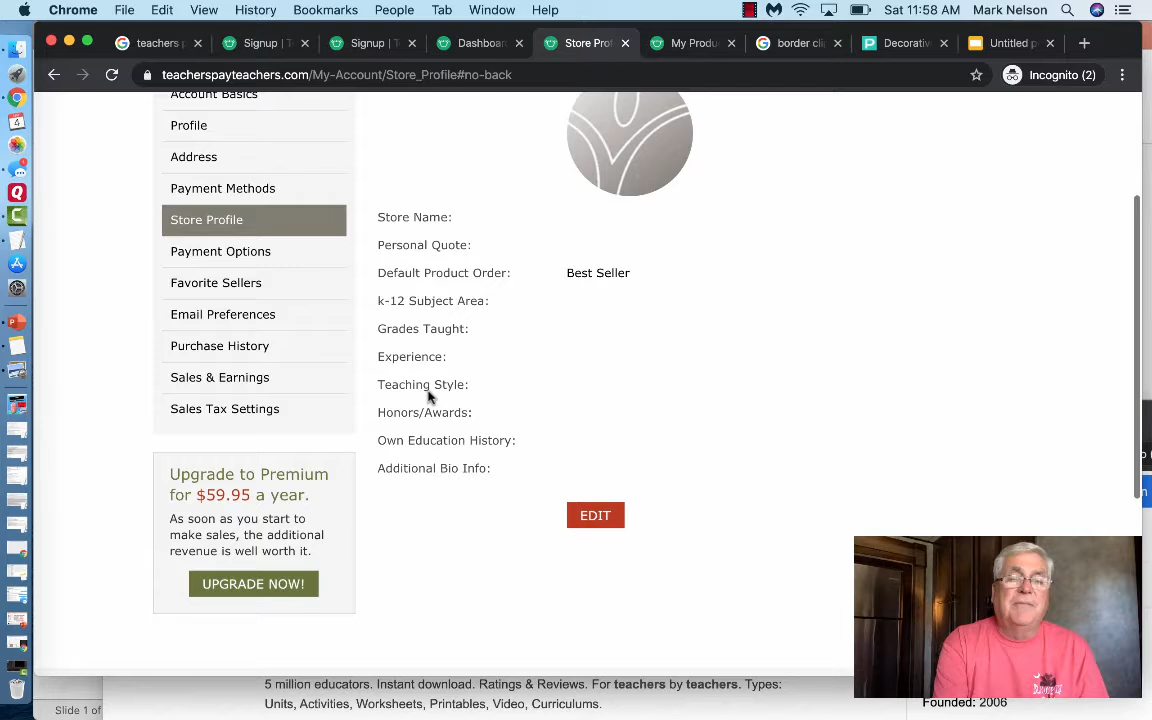 Chrome File Edit View History Bookmarks People Tab Window Help Sat 11:58 AM Mark Nelson
teachers Signup | T Signup | T Dashboar Store Prof My Produ border cli Decorativ Untitled p
teacherspayteachers.com/My-Account/Store_Profile#no-back Incognito (2)
Account Basics
Profile
Address
Payment Methods
Store Profile
Payment Options
Favorite Sellers
Email Preferences
Purchase History
Sales & Earnings
Sales Tax Settings
Upgrade to Premium
for $59.95 a year.
As soon as you start to
make sales, the additional
revenue is well worth it.
UPGRADE NOW!
Store Name:
Personal Quote:
Default Product Order: Best Seller
k-12 Subject Area:
Grades Taught:
Experience:
Teaching Style:
Honors/Awards:
Own Education History:
Additional Bio Info:
EDIT
5 million educators. Instant download. Ratings & Reviews. For teachers by teachers. Types:
Units, Activities, Worksheets, Printables, Video, Curriculums.
Founded: 2006
Slide 1 of